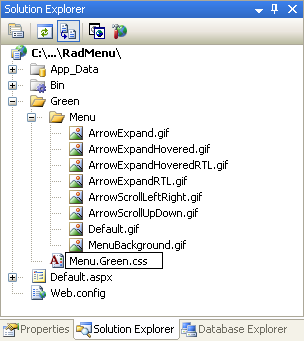 Solution Explorer
C:\...\RadMenu\
App_Data
Bin
Green
Menu
ArrowExpand.gif
ArrowExpandHovered.gif
ArrowExpandHoveredRTL.gif
ArrowExpandRTL.gif
ArrowScrollLeftRight.gif
ArrowScrollUpDown.gif
Default.gif
MenuBackground.gif
Menu.Green.css
Default.aspx
Web.config
Properties Solution Explorer Database Explorer